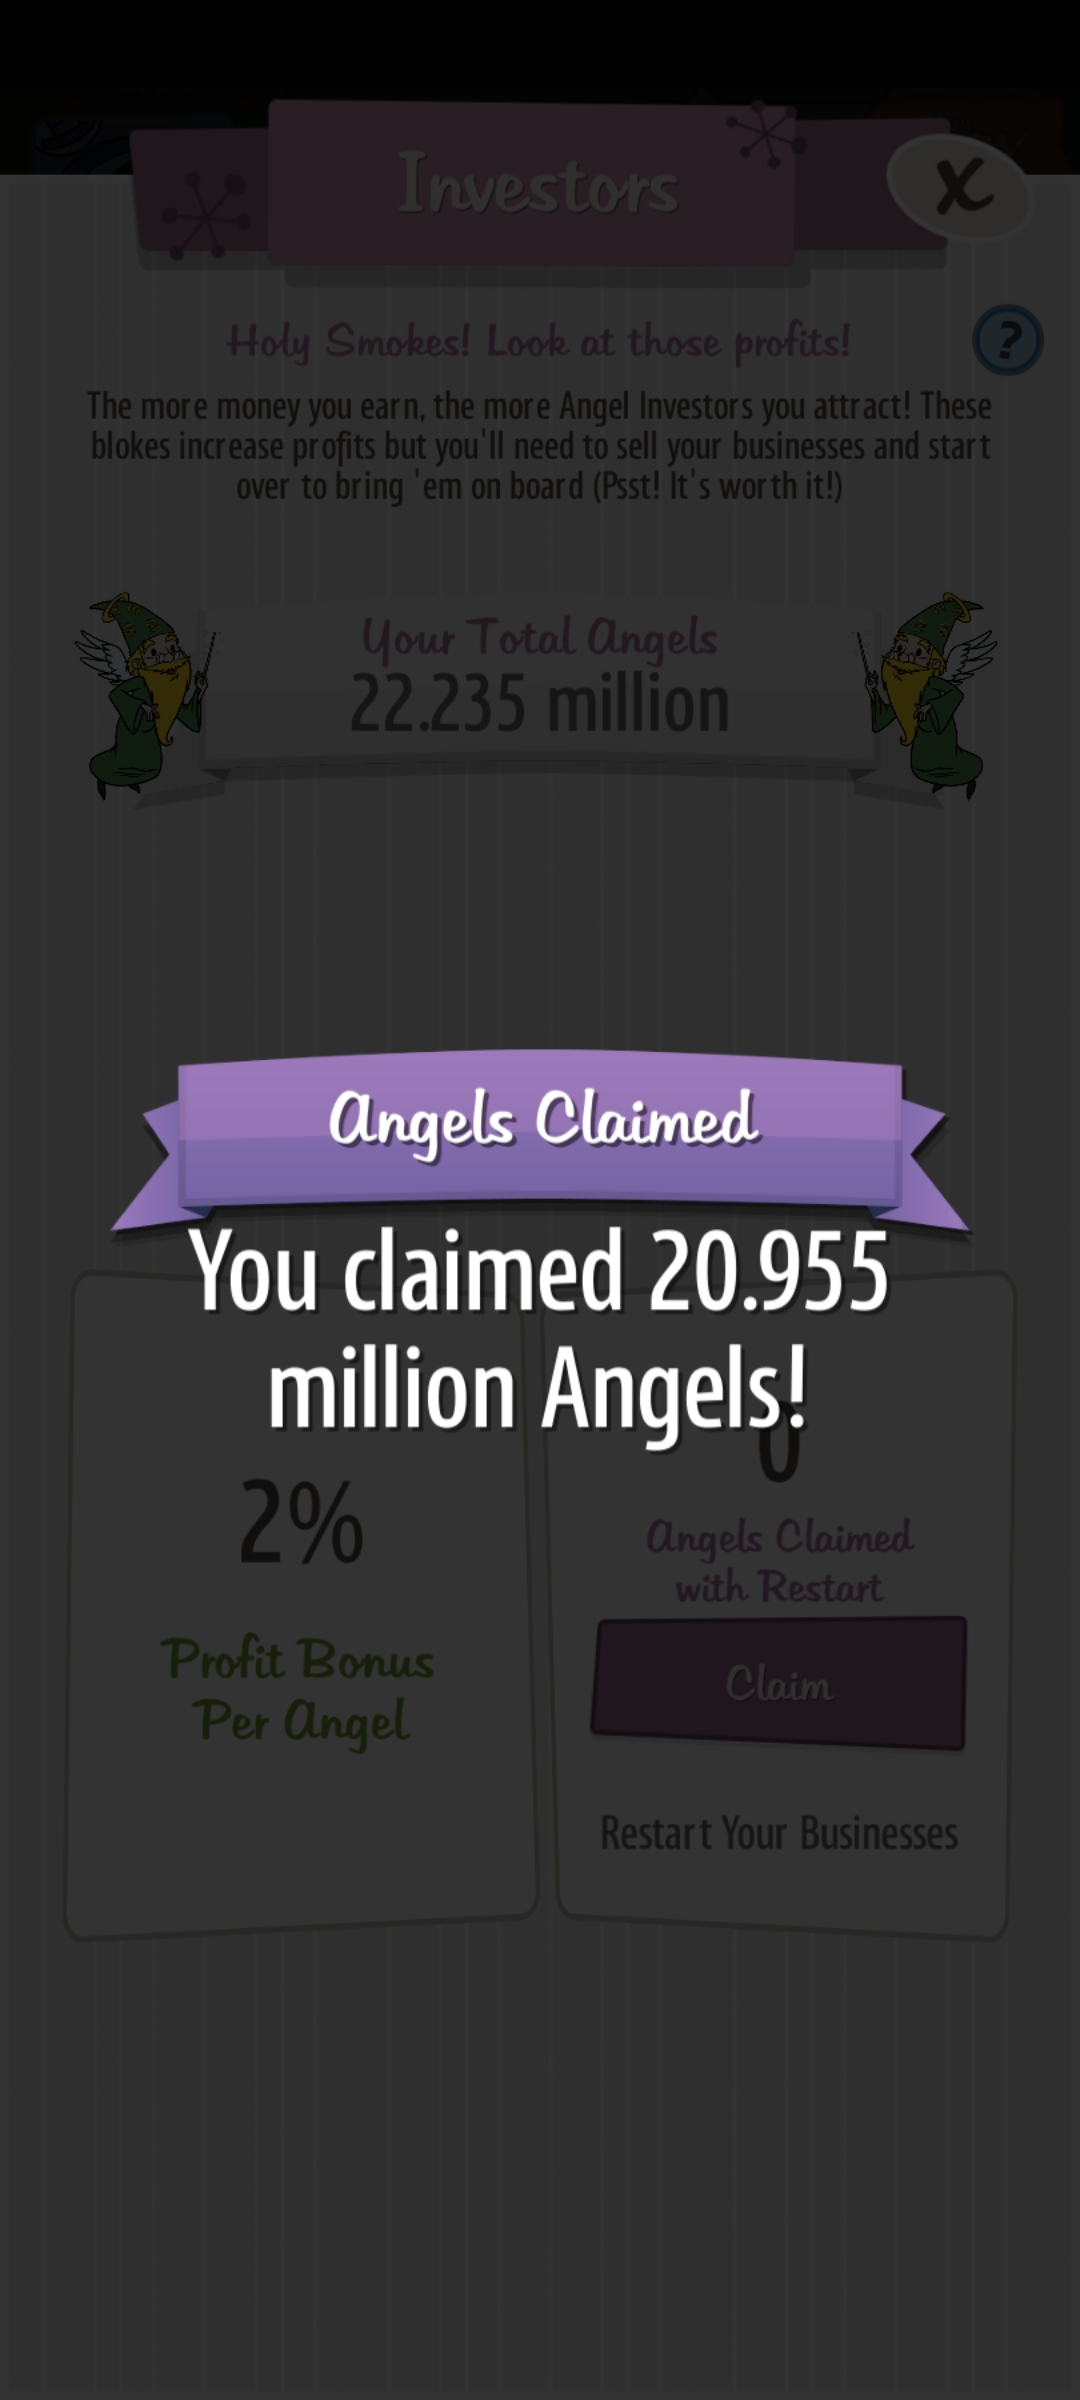 Investors
X
Holy Smokes! Look at those profits!
?
The more money you earn, the more Angel Investors you attract! These
blokes increase profits but you'll need to sell your businesses and start
over to bring 'em on board (Psst! It's worth it!)
Your Total Angels
22.235 million
Angels Claimed
You claimed 20.955
million Angels!
2%
Profit Bonus
Per Angel
0
Angels Claimed
with Restart
Claim
Restart Your Businesses